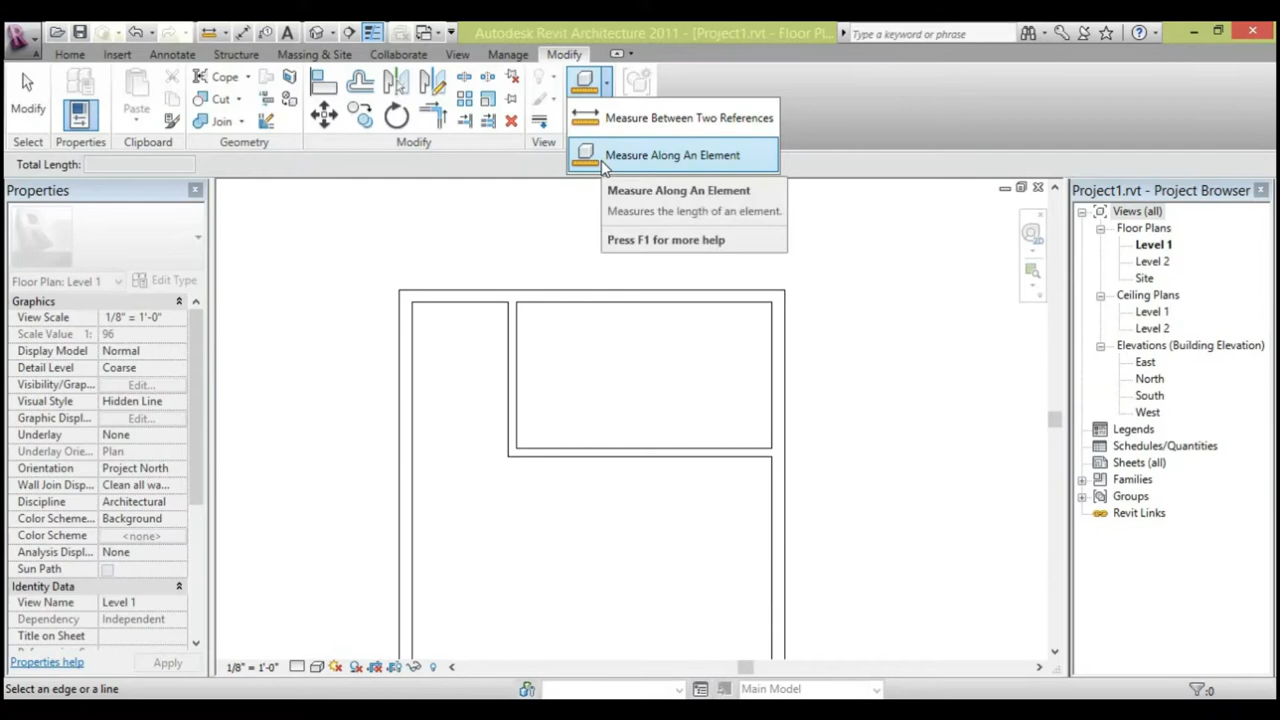 Autodesk Revit Architecture 2011 - [Project1.rvt - Floor Pl...
Type a keyword or phrase
Home Insert Annotate Structure Massing & Site Collaborate View Manage Modify
Modify
Paste
Cope
Cut
Join
Select Properties Clipboard Geometry Modify View
Measure Between Two References
Measure Along An Element
Measure Along An Element
Measures the length of an element.
Press F1 for more help
Total Length:
Properties
Floor Plan: Level 1 Edit Type
Graphics
View Scale 1/8" = 1'-0"
Scale Value 1: 96
Display Model Normal
Detail Level Coarse
Visibility/Grap... Edit...
Visual Style Hidden Line
Graphic Displ... Edit...
Underlay None
Underlay Orie... Plan
Orientation Project North
Wall Join Disp... Clean all wa...
Discipline Architectural
Color Scheme... Background
Color Scheme <none>
Analysis Displ... None
Sun Path
Identity Data
View Name Level 1
Dependency Independent
Title on Sheet
Properties help Apply
1/8" = 1'-0"
Project1.rvt - Project Browser
Views (all)
Floor Plans
Level 1
Level 2
Site
Ceiling Plans
Level 1
Level 2
Elevations (Building Elevation)
East
North
South
West
Legends
Schedules/Quantities
Sheets (all)
Families
Groups
Revit Links
Select an edge or a line
Main Model
:0